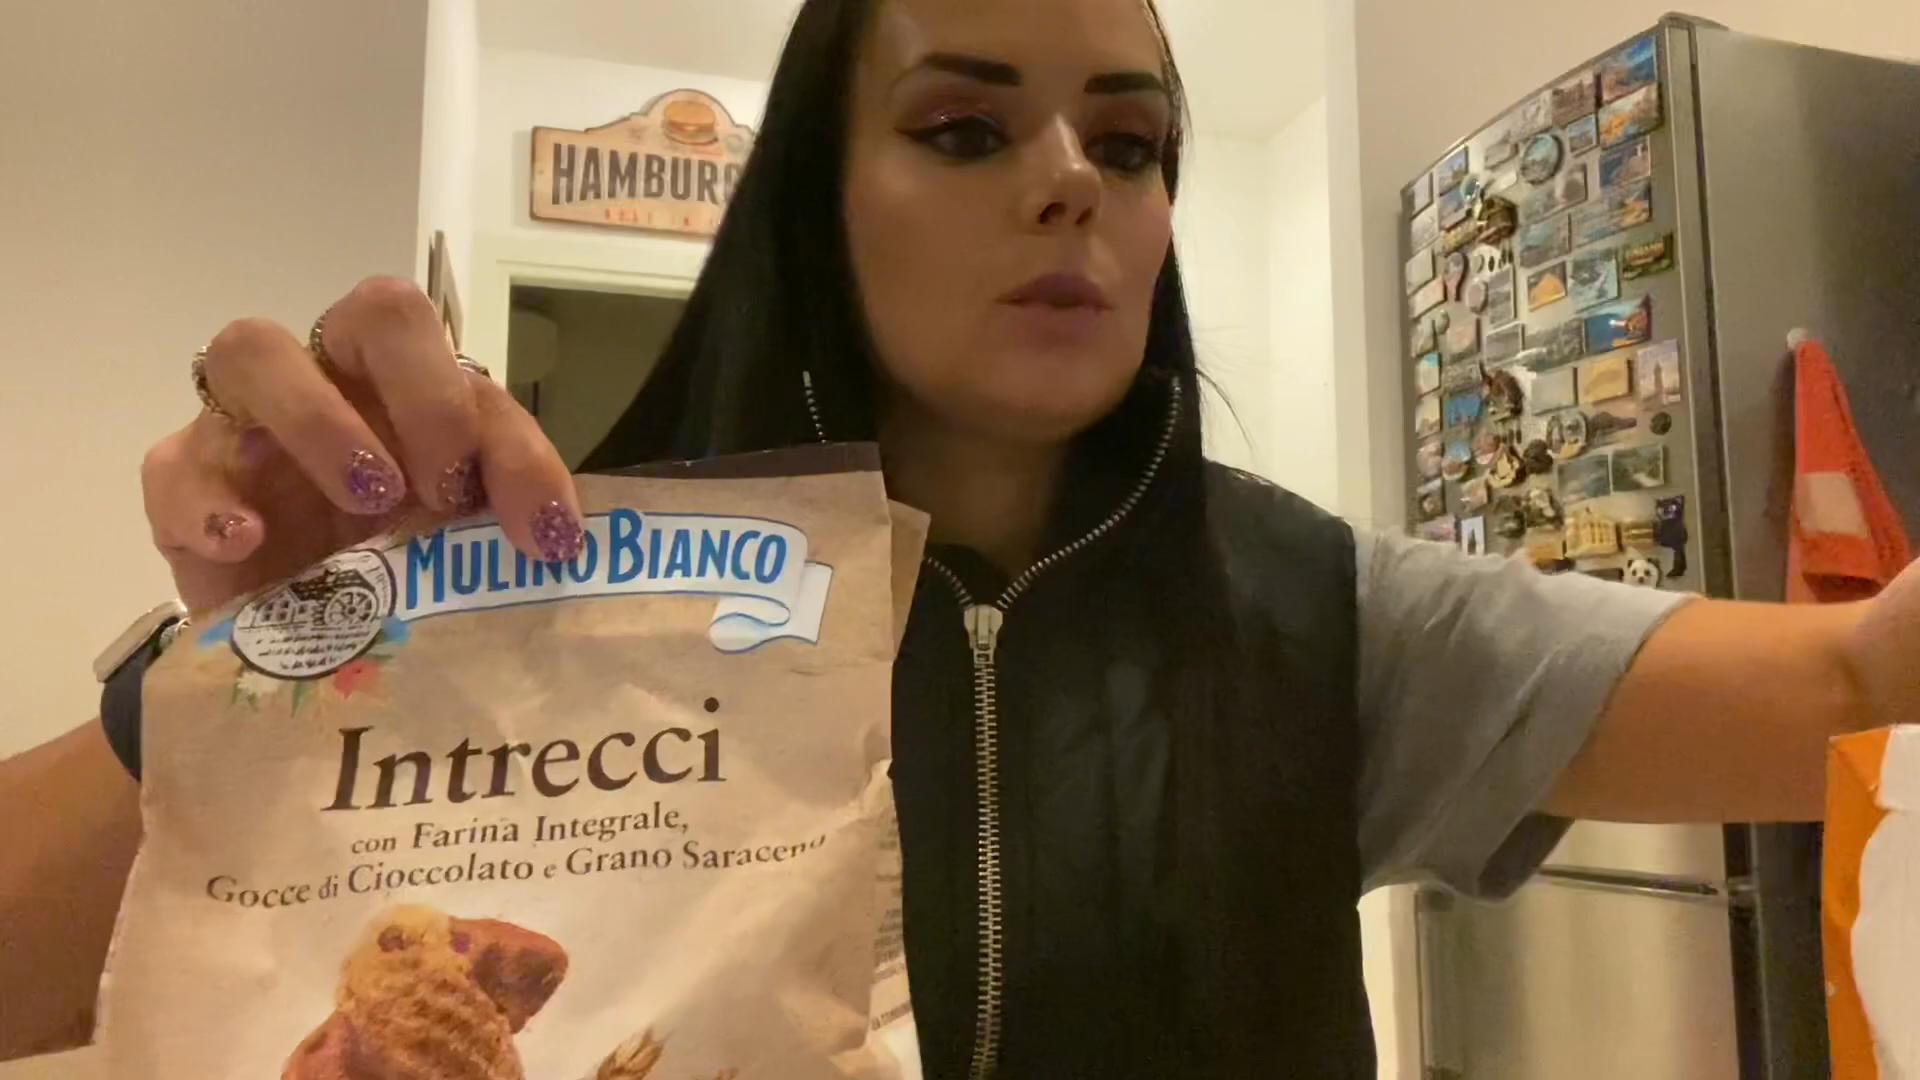 HAMBURG
MULINO BIANCO
Intrecci
con Farina Integrale,
Gocce di Cioccolato e Grano Saraceno